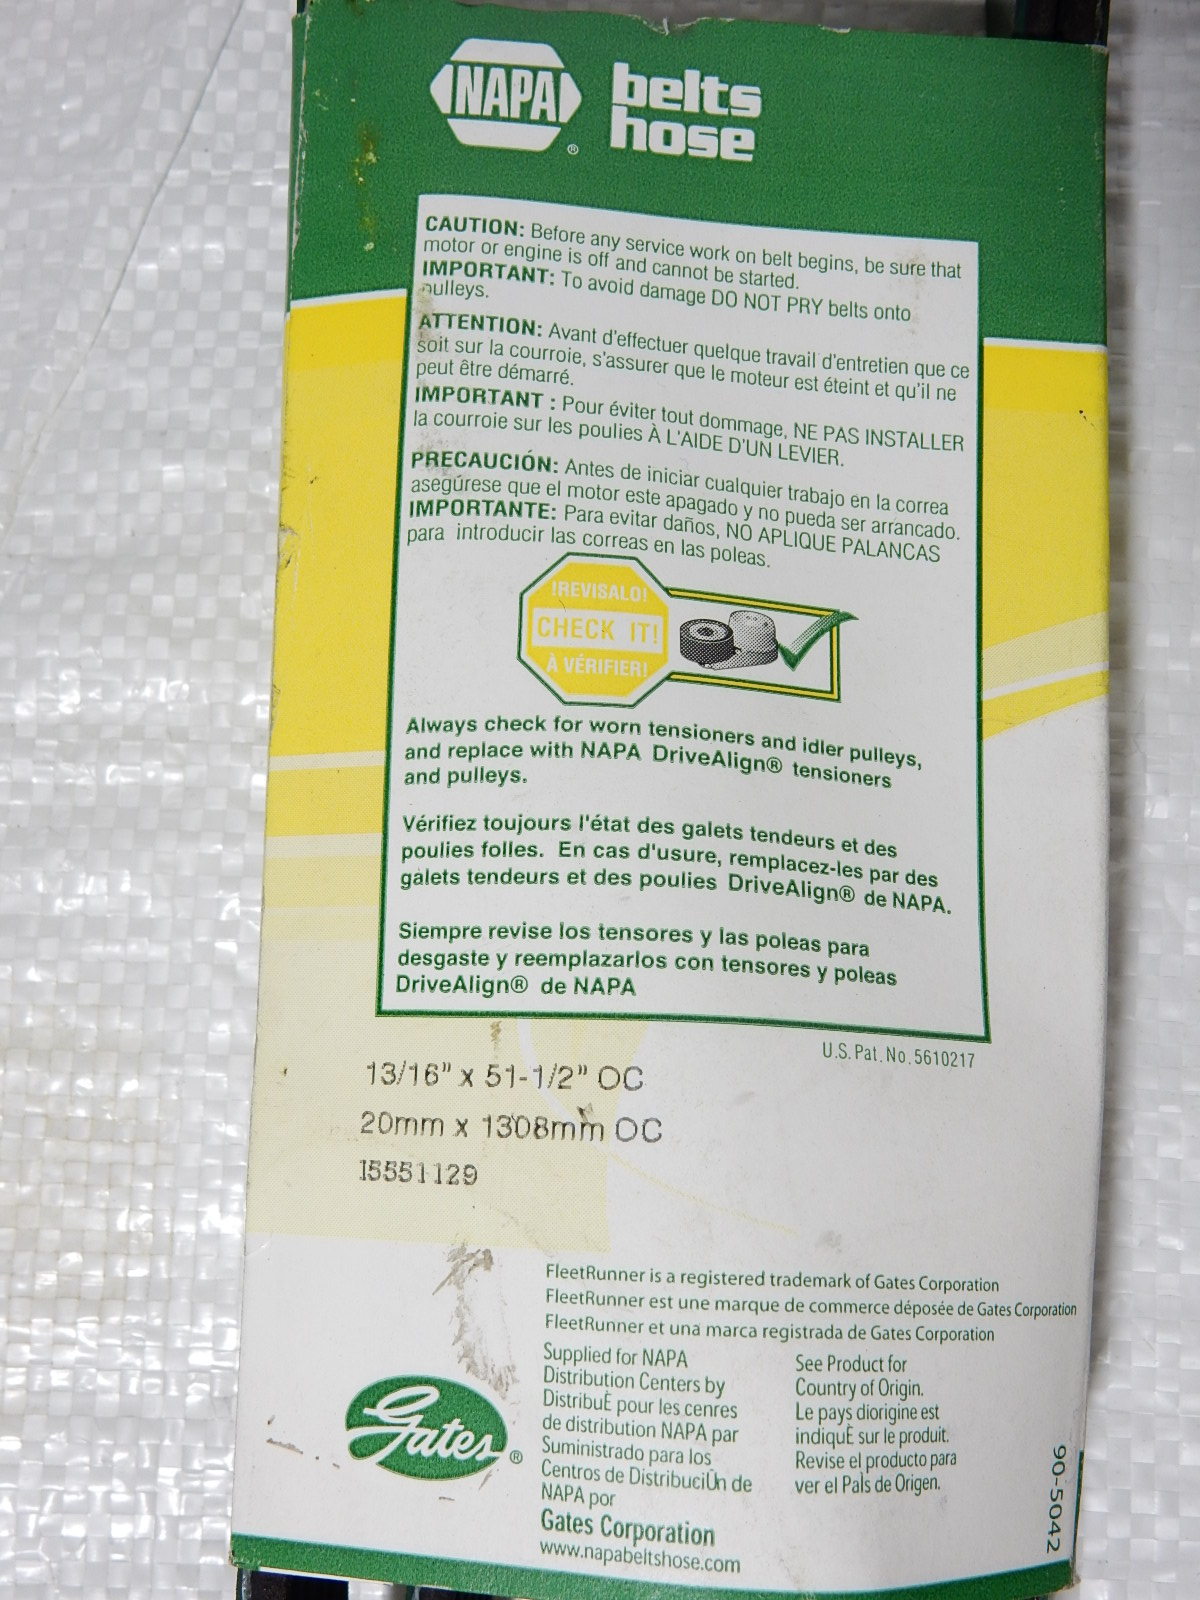 NAPA ®
belts
hose
CAUTION: Before any service work on belt begins, be sure that
motor or engine is off and cannot be started.
IMPORTANT: To avoid damage DO NOT PRY belts onto
pulleys.
ATTENTION: Avant d'effectuer quelque travail d'entretien que ce
soit sur la courroie, s'assurer que le moteur est éteint et qu'il ne
peut être démarré.
IMPORTANT : Pour éviter tout dommage, NE PAS INSTALLER
la courroie sur les poulies À L'AIDE D'UN LEVIER.
PRECAUCIÓN: Antes de iniciar cualquier trabajo en la correa
asegúrese que el motor este apagado y no pueda ser arrancado.
IMPORTANTE: Para evitar daños, NO APLIQUE PALANCAS
para introducir las correas en las poleas.
!REVISALO!
CHECK IT!
À VÉRIFIER!
Always check for worn tensioners and idler pulleys,
and replace with NAPA DriveAlign® tensioners
and pulleys.
Vérifiez toujours l'état des galets tendeurs et des
poulies folles. En cas d'usure, remplacez-les par des
galets tendeurs et des poulies DriveAlign® de NAPA.
Siempre revise los tensores y las poleas para
desgaste y reemplazarlos con tensores y poleas
DriveAlign® de NAPA
U.S. Pat. No. 5610217
13/16" x 51-1/2" OC
20mm x 1308mm OC
I5551129
FleetRunner is a registered trademark of Gates Corporation
FleetRunner est une marque de commerce déposée de Gates Corporation
FleetRunner et una marca registrada de Gates Corporation
Supplied for NAPA
Distribution Centers by
DistribuÈ pour les cenres
de distribution NAPA par
Suministrado para los
Centros de DistribuciÛn de
NAPA por
Gates Corporation
www.napabeltshose.com
See Product for
Country of Origin.
Le pays diorigine est
indiquÈ sur le produit.
Revise el producto para
ver el Paìs de Origen.
Gates ®
90-5042